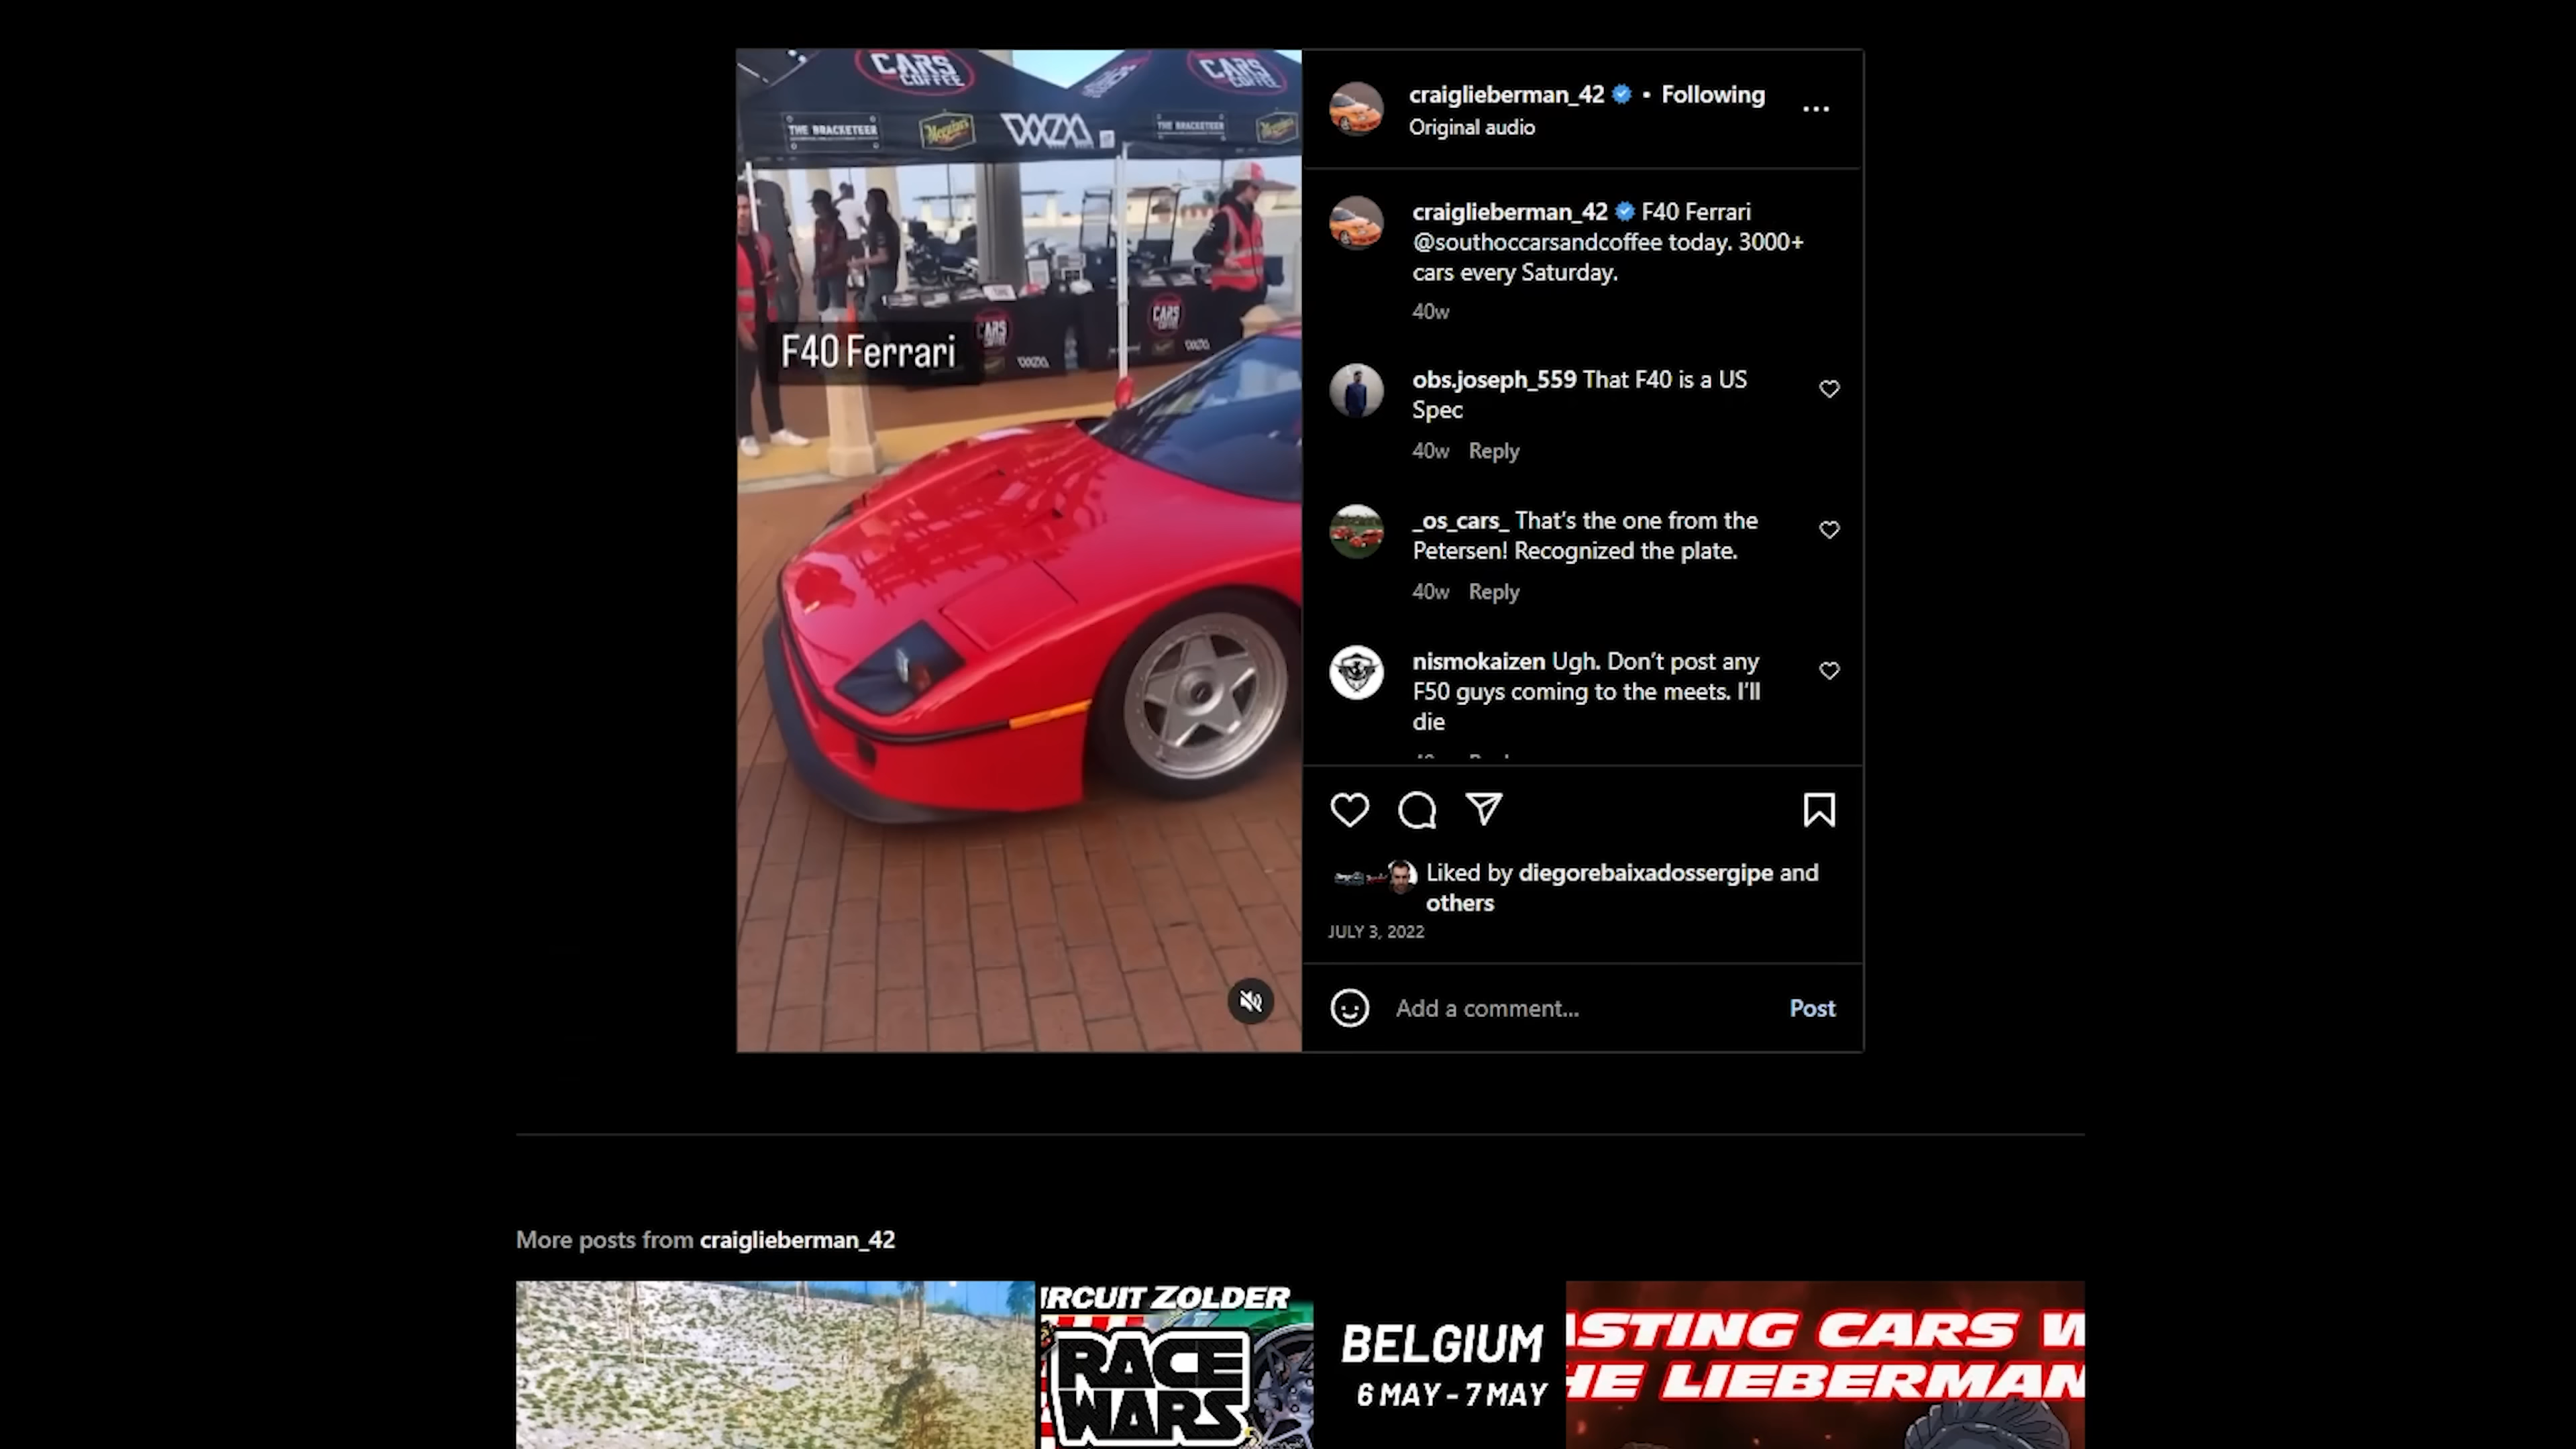 CARS
COFFEE
CARS
COFFEE
THE BRACKETEER
Meguiar's
THE BRACKETEER
Meguiar's
CARS
COFFEE
CARS
COFFEE
F40 Ferrari
craiglieberman_42 • Following
Original audio
craiglieberman_42 F40 Ferrari
@southoccarsandcoffee today. 3000+
cars every Saturday.
40w
obs.joseph_559 That F40 is a US
Spec
40w Reply
_os_cars_ That's the one from the
Petersen! Recognized the plate.
40w Reply
nismokaizen Ugh. Don't post any
F50 guys coming to the meets. I'll
die
Liked by diegorebaixadossergipe and
others
JULY 3, 2022
Add a comment...
Post
More posts from craiglieberman_42
IRCUIT ZOLDER
RACE
WARS
BELGIUM
6 MAY - 7 MAY
ASTING CARS W
HE LIEBERMAN